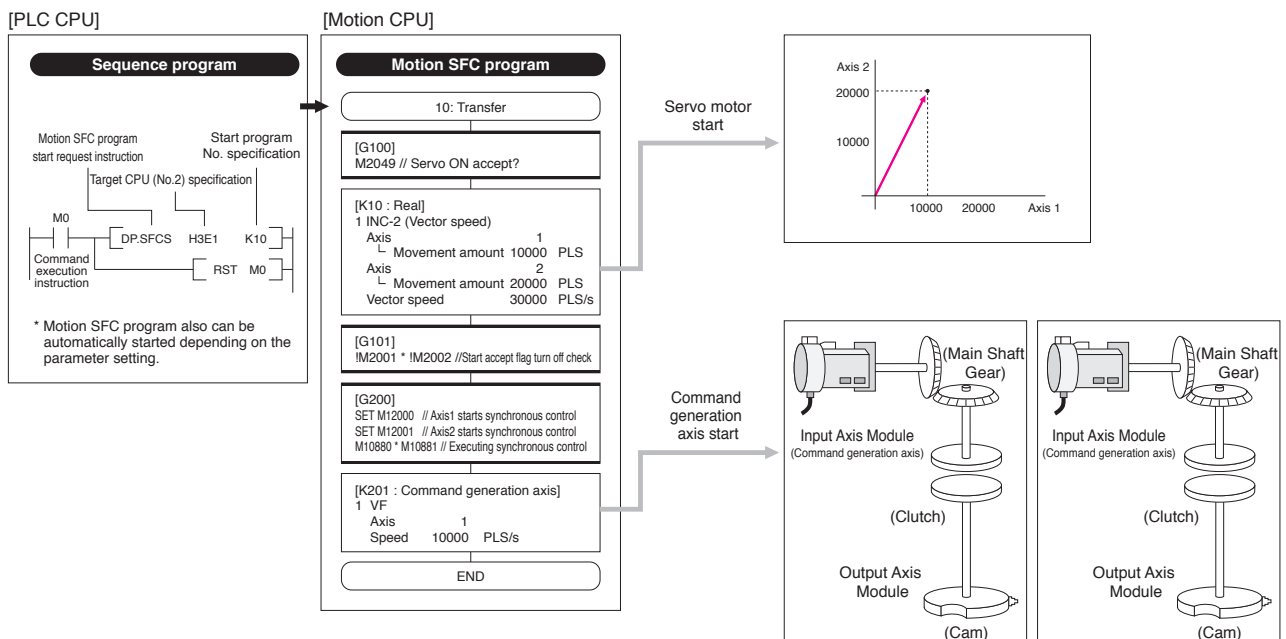 [PLC CPU]
Sequence program
Motion SFC program
start request instruction
Start program
No. specification
Target CPU (No.2) specification
M0
DP.SFCS H3E1 K10
Command
execution
instruction
RST M0
* Motion SFC program also can be
automatically started depending on the
parameter setting.
[Motion CPU]
Motion SFC program
10: Transfer
[G100]
M2049 // Servo ON accept?
[K10 : Real]
1 INC-2 (Vector speed)
Axis 1
Movement amount 10000 PLS
Axis 2
Movement amount 20000 PLS
Vector speed 30000 PLS/s
[G101]
!M2001 * !M2002 //Start accept flag turn off check
[G200]
SET M12000 // Axis1 starts synchronous control
SET M12001 // Axis2 starts synchronous control
M10880 * M10881 // Executing synchronous control
[K201 : Command generation axis]
1 VF
Axis 1
Speed 10000 PLS/s
END
Servo motor
start
Axis 2
20000
10000
10000 20000 Axis 1
Command
generation
axis start
(Main Shaft
Gear)
Input Axis Module
(Command generation axis)
(Clutch)
Output Axis
Module
(Cam)
(Main Shaft
Gear)
Input Axis Module
(Command generation axis)
(Clutch)
Output Axis
Module
(Cam)